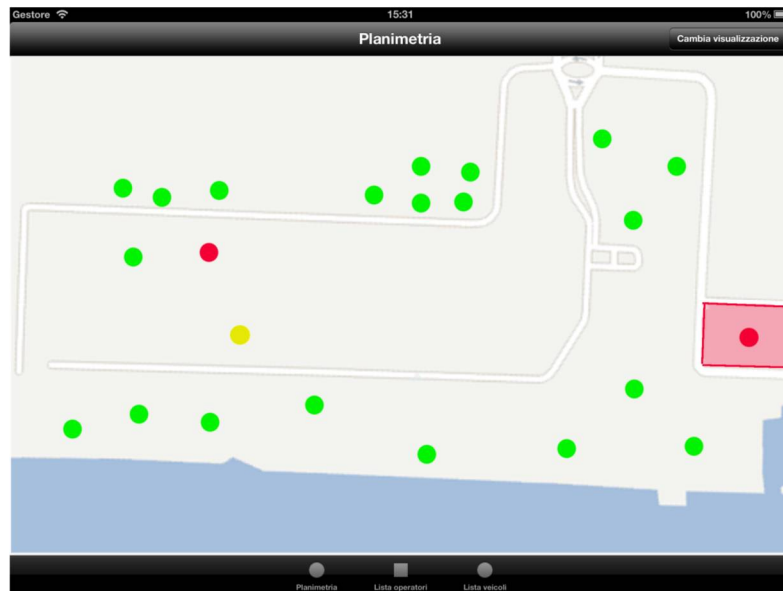 Gestore 15:31 100%
Planimetria Cambia visualizzazione
Planimetria Lista operatori Lista veicoli